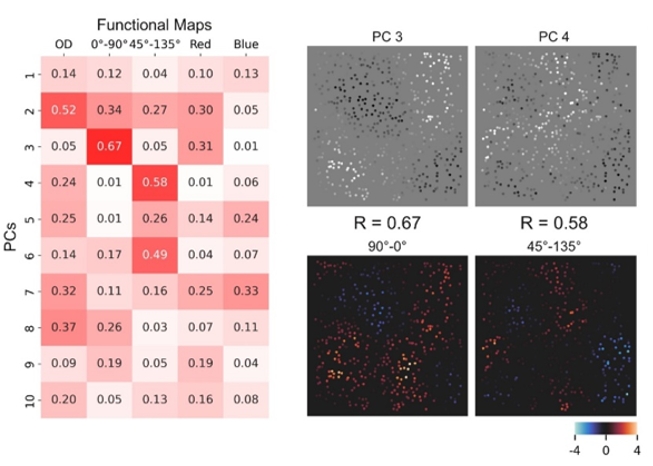 Functional Maps
OD 0°-90° 45°-135° Red Blue
PCs
1 0.14 0.12 0.04 0.10 0.13
2 0.52 0.34 0.27 0.30 0.05
3 0.05 0.67 0.05 0.31 0.01
4 0.24 0.01 0.58 0.01 0.06
5 0.25 0.01 0.26 0.14 0.24
6 0.14 0.17 0.49 0.04 0.07
7 0.32 0.11 0.16 0.25 0.33
8 0.37 0.26 0.03 0.07 0.11
9 0.09 0.19 0.05 0.19 0.04
10 0.20 0.05 0.13 0.16 0.08
PC 3 PC 4
R = 0.67 R = 0.58
90°-0° 45°-135°
-4 0 4